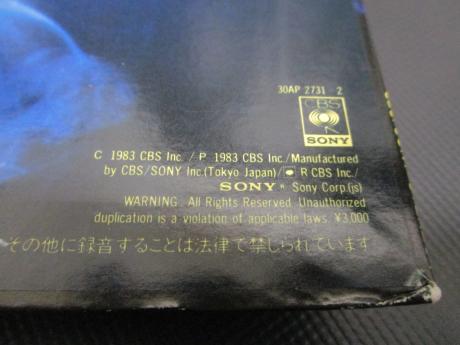 30AP 2731 2
CBS
SONY
C 1983 CBS Inc. / P 1983 CBS Inc./Manufactured
by CBS/SONY Inc.(Tokyo Japan)/ R CBS Inc./
SONY ® Sony Corp.(js)
WARNING: All Rights Reserved. Unauthorized
duplication is a violation of applicable laws. ¥3,000
その他に録音することは法律で禁じられています